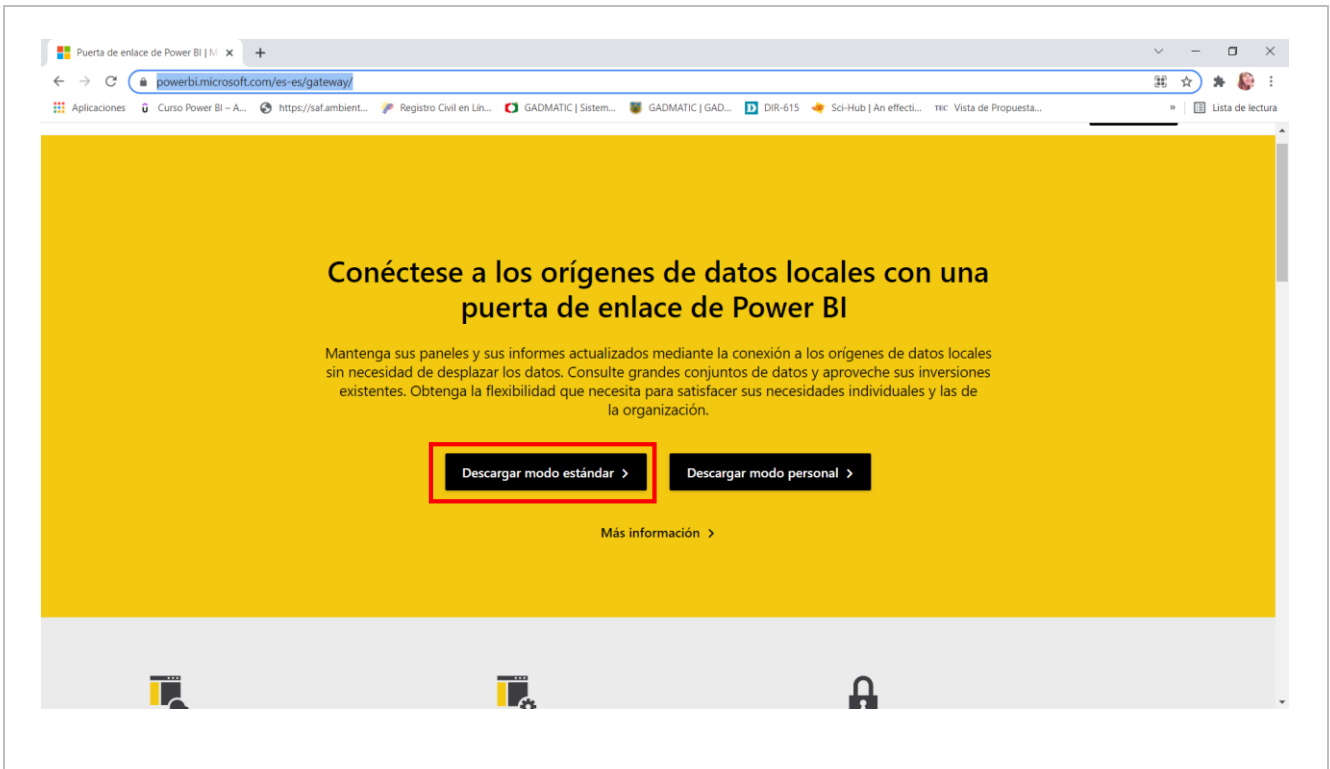 Puerta de enlace de Power BI | M
powerbi.microsoft.com/es-es/gateway/
Aplicaciones Curso Power BI – A... https://saf.ambient... Registro Civil en Lín... GADMATIC | Sistem... GADMATIC | GAD... DIR-615 Sci-Hub | An effecti... TEC Vista de Propuesta... » Lista de lectura
Conéctese a los orígenes de datos locales con una
puerta de enlace de Power BI
Mantenga sus paneles y sus informes actualizados mediante la conexión a los orígenes de datos locales
sin necesidad de desplazar los datos. Consulte grandes conjuntos de datos y aproveche sus inversiones
existentes. Obtenga la flexibilidad que necesita para satisfacer sus necesidades individuales y las de
la organización.
Descargar modo estándar > Descargar modo personal >
Más información >